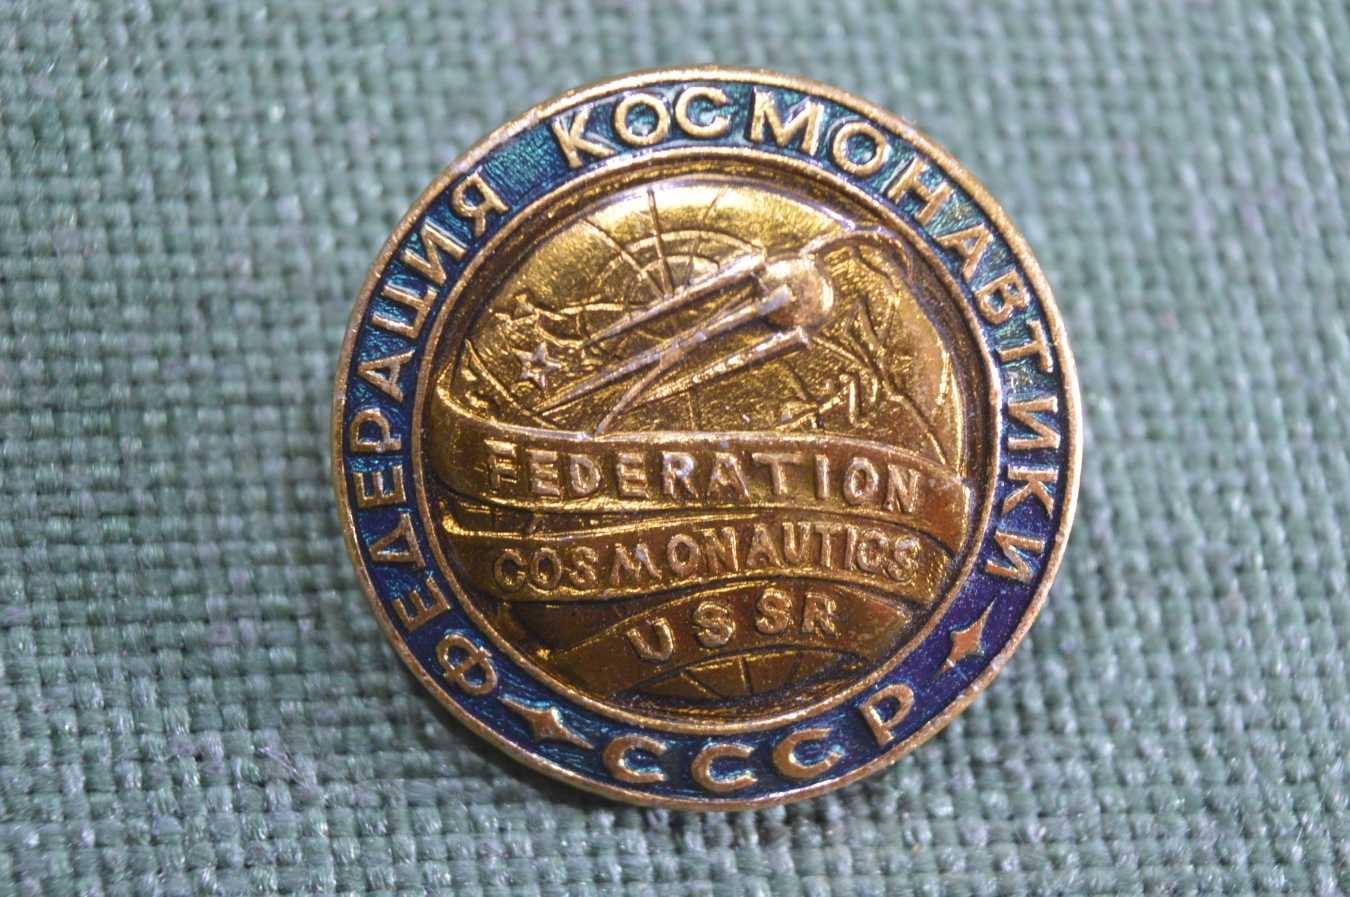 ФЕДЕРАЦИЯ КОСМОНАВТИКИ
СССР
FEDERATION
COSMONAUTICS
USSR